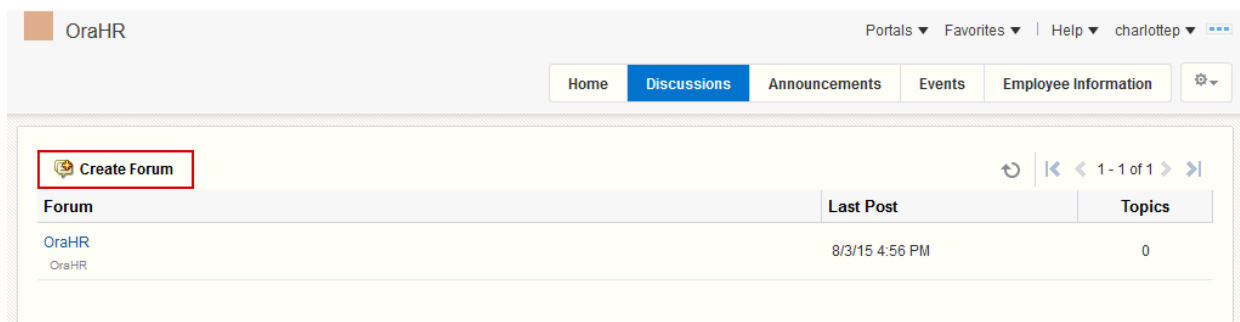 OraHR Portals Favorites Help charlottep
Home Discussions Announcements Events Employee Information
Create Forum 1 - 1 of 1
Forum Last Post Topics
OraHR 8/3/15 4:56 PM 0
OraHR